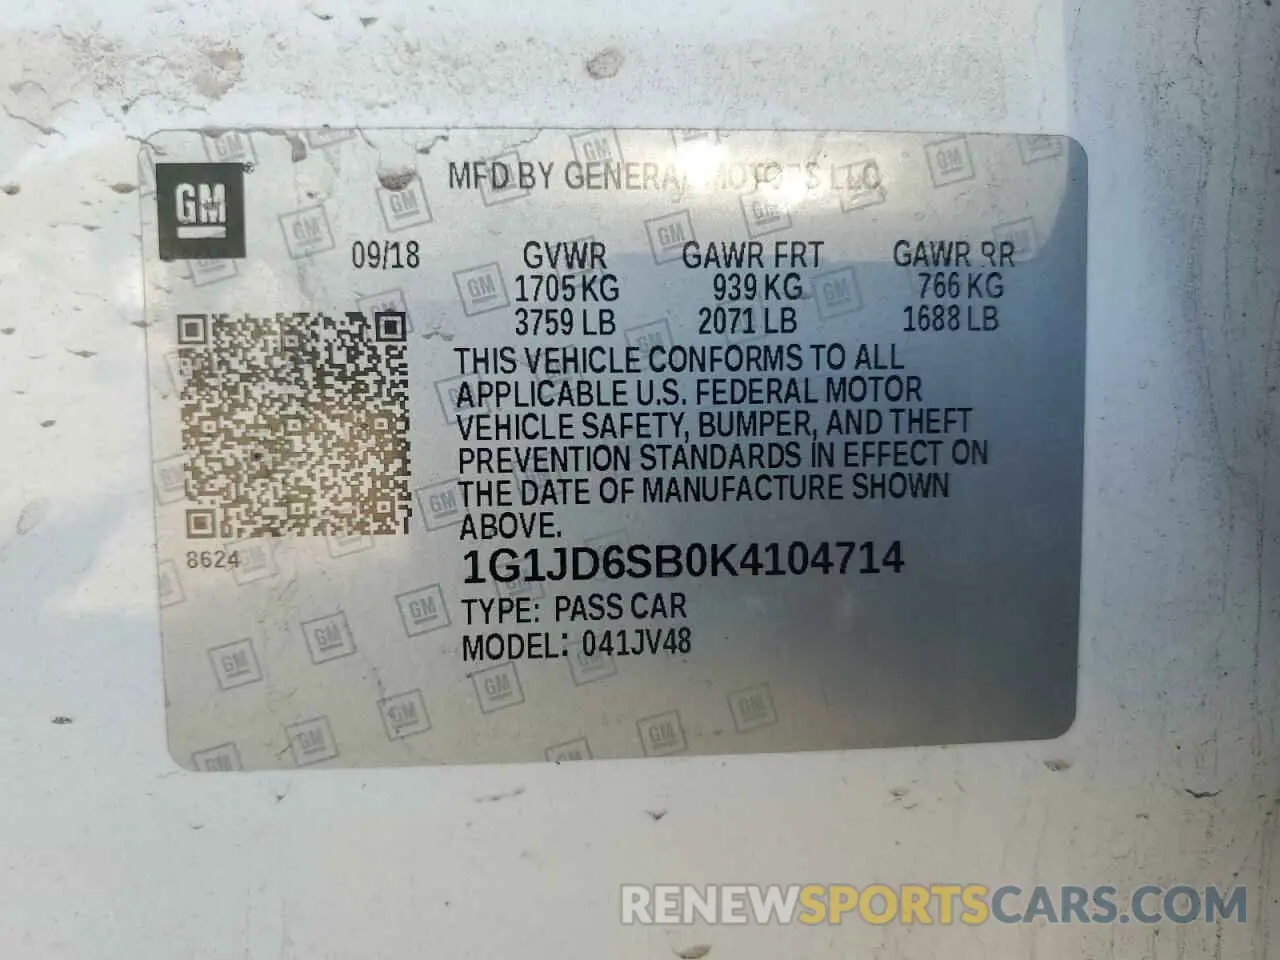 GM
MFD BY GENERAL MOTORS LLC
09/18 GVWR GAWR FRT GAWR RR
1705 KG 939 KG 766 KG
3759 LB 2071 LB 1688 LB
THIS VEHICLE CONFORMS TO ALL
APPLICABLE U.S. FEDERAL MOTOR
VEHICLE SAFETY, BUMPER, AND THEFT
PREVENTION STANDARDS IN EFFECT ON
THE DATE OF MANUFACTURE SHOWN
ABOVE.
8624
1G1JD6SB0K4104714
TYPE: PASS CAR
MODEL: 041JV48
RENEWSPORTSCARS.COM